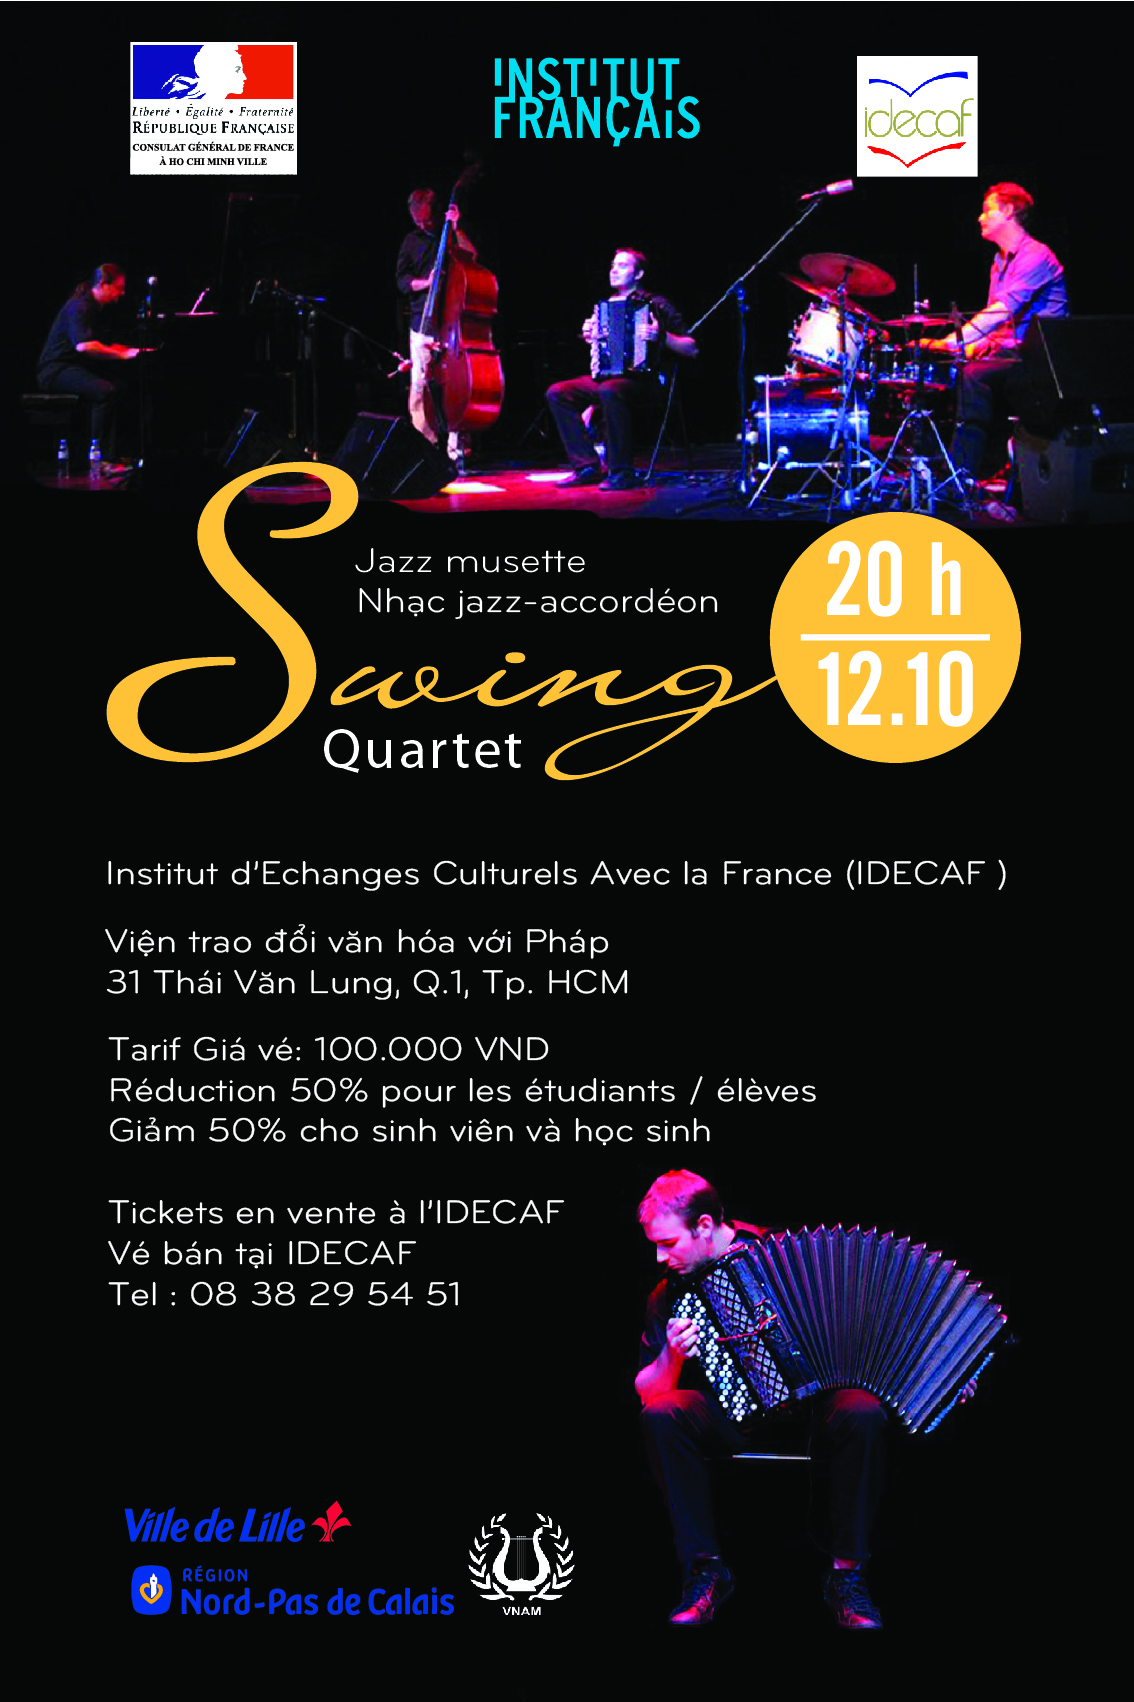 Liberté • Égalité • Fraternité
RÉPUBLIQUE FRANÇAISE
CONSULAT GÉNÉRAL DE FRANCE
À HO CHI MINH VILLE
INSTITUT
FRANÇAIS
idecaf
Jazz musette
Nhạc jazz-accordéon
Swing
Quartet
20 h
12.10
Institut d'Echanges Culturels Avec la France (IDECAF )
Viện trao đổi văn hóa với Pháp
31 Thái Văn Lung, Q.1, Tp. HCM
Tarif Giá vé: 100.000 VND
Réduction 50% pour les étudiants / élèves
Giảm 50% cho sinh viên và học sinh
Tickets en vente à l'IDECAF
Vé bán tại IDECAF
Tel : 08 38 29 54 51
Ville de Lille
RÉGION
Nord-Pas de Calais
VNAM